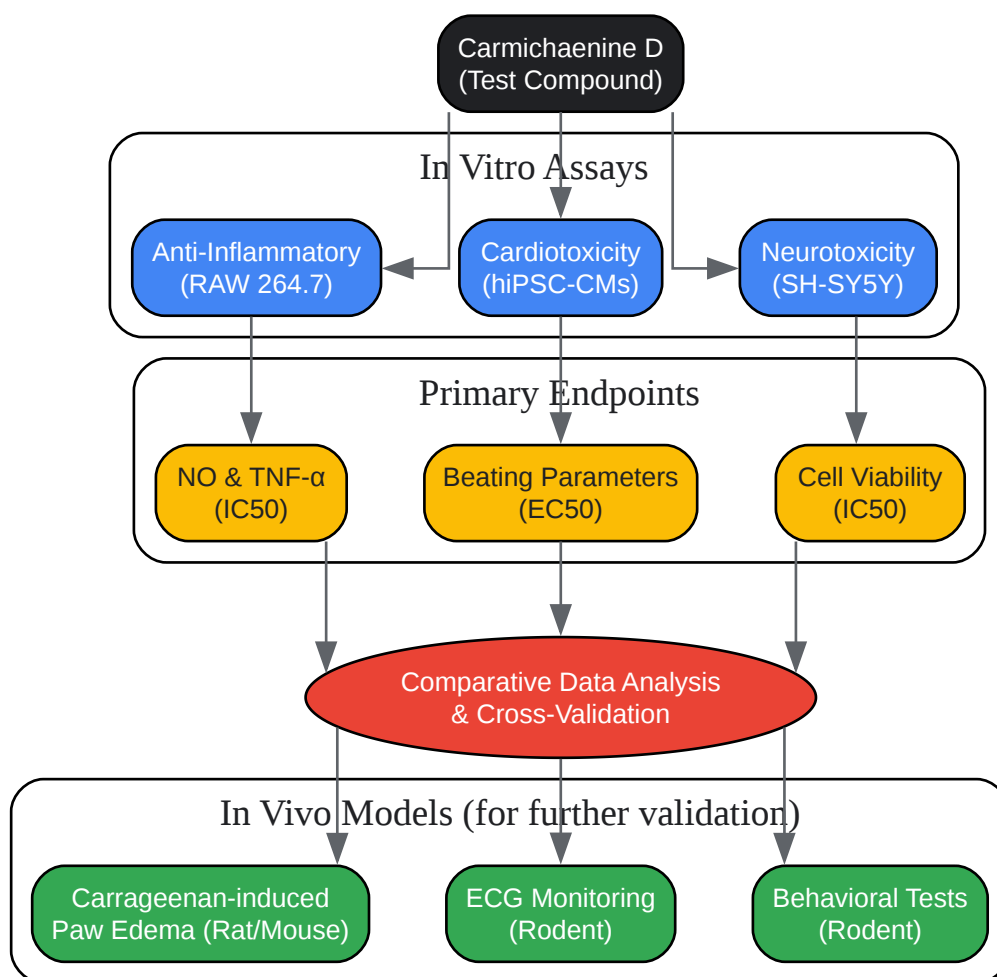 Carmichaenine D
(Test Compound)
In Vitro Assays
Anti-Inflammatory
(RAW 264.7)
Cardiotoxicity
(hiPSC-CMs)
Neurotoxicity
(SH-SY5Y)
Primary Endpoints
NO & TNF-α
(IC50)
Beating Parameters
(EC50)
Cell Viability
(IC50)
Comparative Data Analysis
& Cross-Validation
In Vivo Models (for further validation)
Carrageenan-induced
Paw Edema (Rat/Mouse)
ECG Monitoring
(Rodent)
Behavioral Tests
(Rodent)